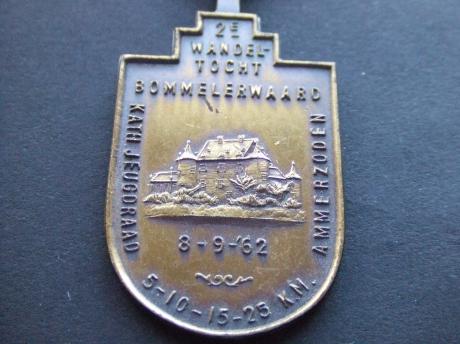 2E
WANDEL-
TOCHT
BOMMELERWAARD
KATH JEUGDRAAD
AMMERZODEN
8-9-'62
5-10-15-25 K.M.